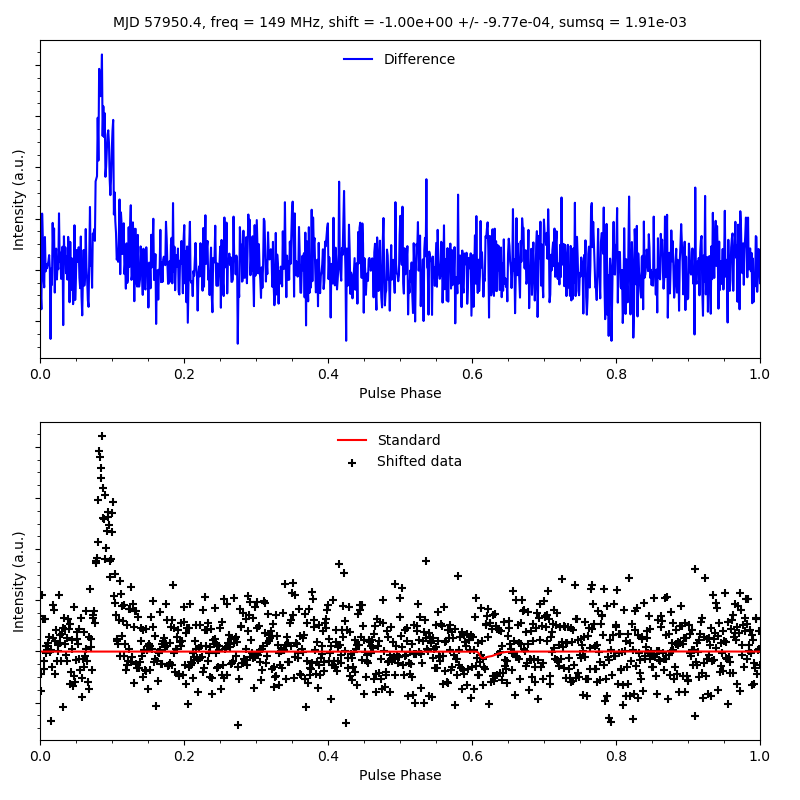 MJD 57950.4, freq = 149 MHz, shift = -1.00e+00 +/- -9.77e-04, sumsq = 1.91e-03
Difference
Intensity (a.u.)
0.0 0.2 0.4 0.6 0.8 1.0
Pulse Phase
Standard
Shifted data
Intensity (a.u.)
0.0 0.2 0.4 0.6 0.8 1.0
Pulse Phase